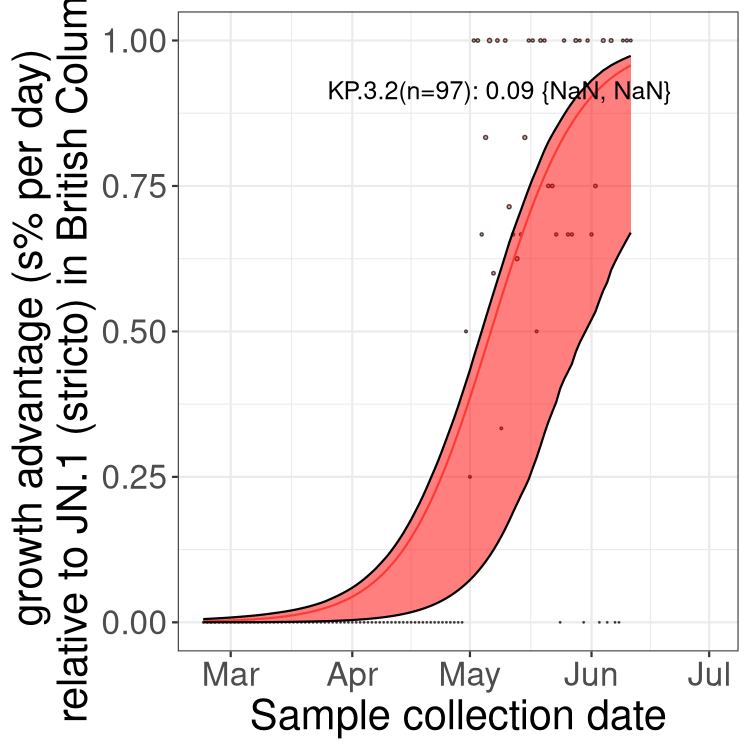 growth advantage (s% per day)
relative to JN.1 (stricto) in British Colum
1.00
0.75
0.50
0.25
0.00
KP.3.2(n=97): 0.09 {NaN, NaN}
Mar Apr May Jun Jul
Sample collection date